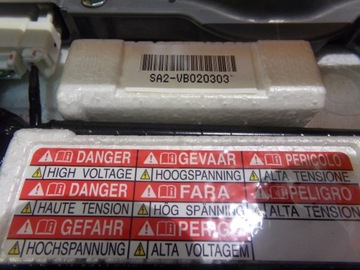 SA2-VB020303
DANGER GEVAAR PERICOLO
HIGH VOLTAGE HOOGSPANNING ALTA TENSIONE
DANGER FARA PELIGRO
HAUTE TENSION HÖG SPÄNNING ALTA TENSIÓN
GEFAHR PERIGO
HOCHSPANNUNG ALTA VOLTAGEM